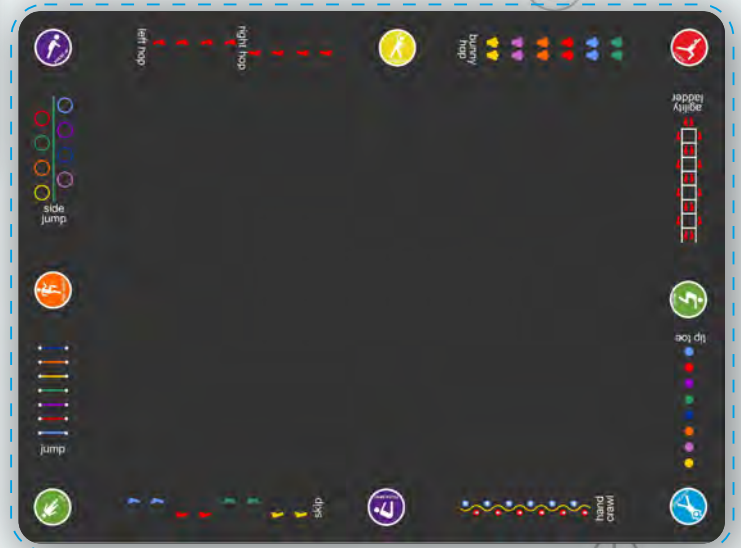 left hop
right hop
bunny
hop
agility
ladder
side
jump
tip toe
jump
skip
hand
crawl